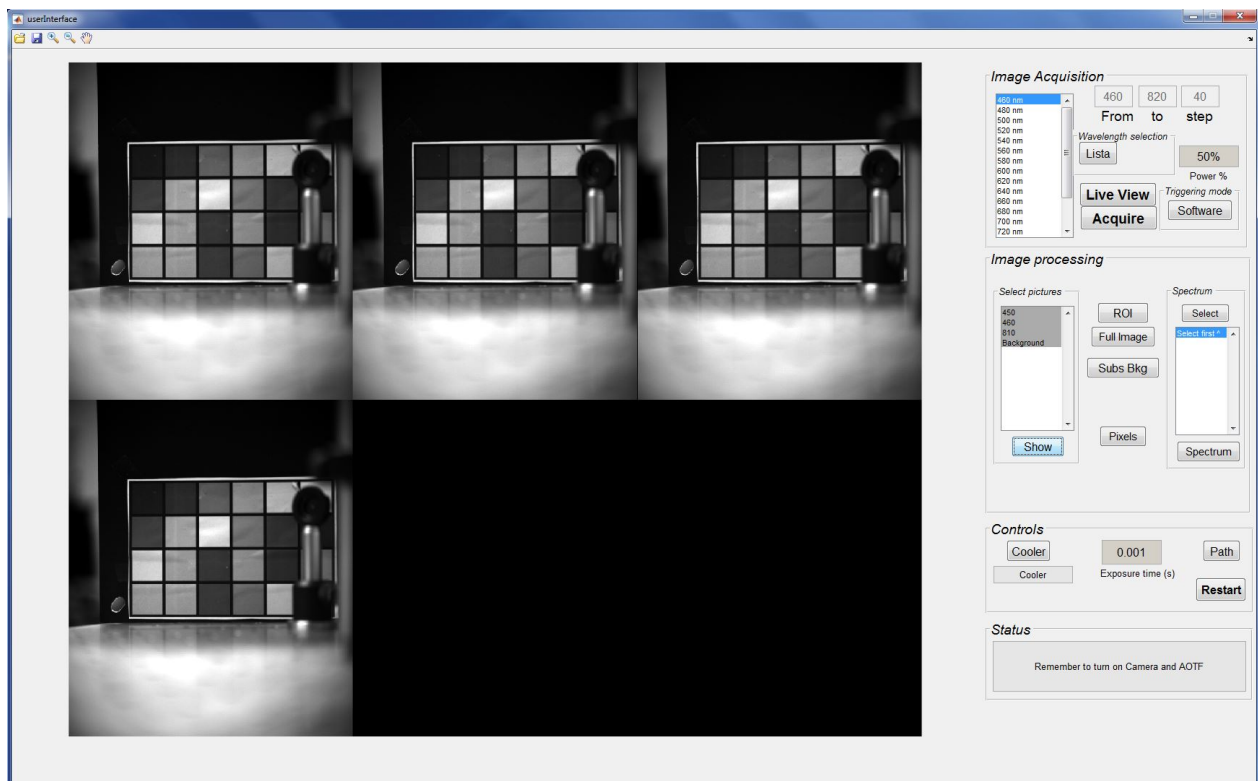 userInterface
Image Acquisition
460 nm
480 nm
500 nm
520 nm
540 nm
560 nm
580 nm
600 nm
620 nm
640 nm
660 nm
680 nm
700 nm
720 nm
460 820 40
From to step
Wavelength selection
Lista
50%
Power %
Live View
Acquire
Triggering mode
Software
Image processing
Select pictures
450
460
810
Background
Show
ROI
Full Image
Subs Bkg
Pixels
Spectrum
Select
Select first ^
Spectrum
Controls
Cooler
Cooler
0.001
Exposure time (s)
Path
Restart
Status
Remember to turn on Camera and AOTF